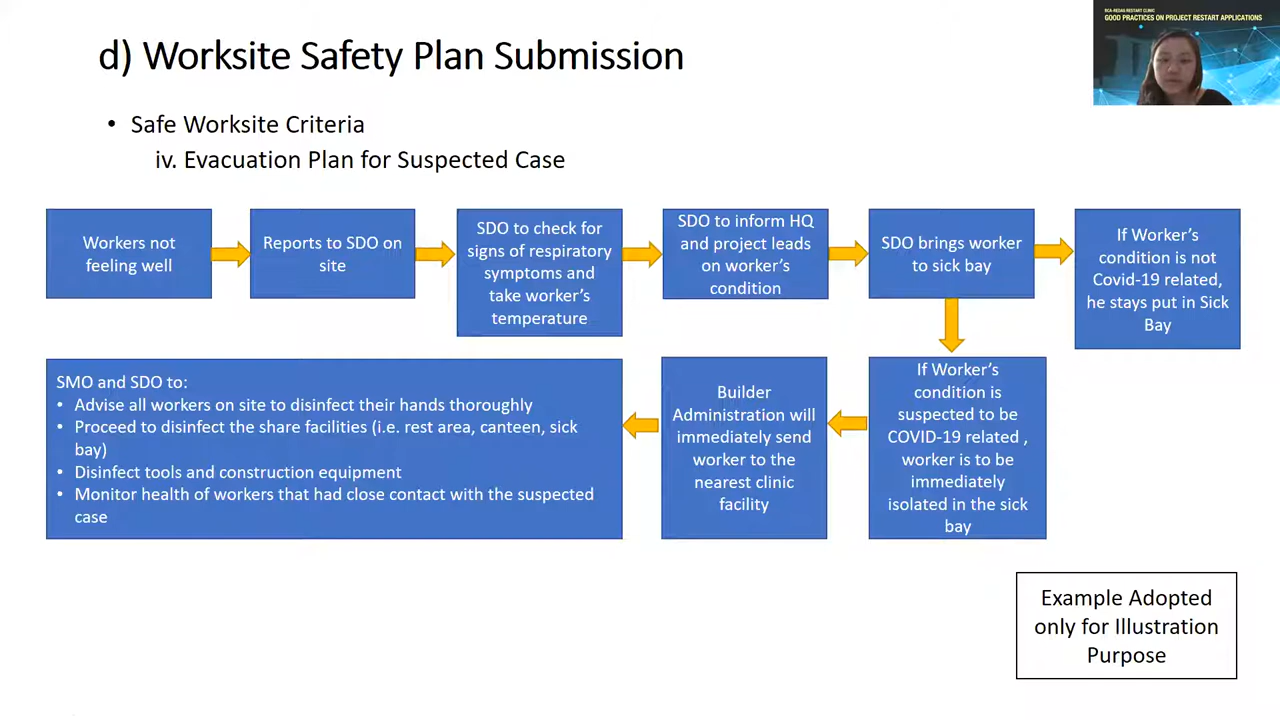 d) Worksite Safety Plan Submission
BCA-REDAS RESTART CLINIC
GOOD PRACTICES ON PROJECT RESTART APPLICATIONS
• Safe Worksite Criteria
iv. Evacuation Plan for Suspected Case
Workers not
feeling well
Reports to SDO on
site
SDO to check for
signs of respiratory
symptoms and
take worker's
temperature
SDO to inform HQ
and project leads
on worker's
condition
SDO brings worker
to sick bay
If Worker's
condition is not
Covid-19 related,
he stays put in Sick
Bay
If Worker's
condition is
suspected to be
COVID-19 related ,
worker is to be
immediately
isolated in the sick
bay
Builder
Administration will
immediately send
worker to the
nearest clinic
facility
SMO and SDO to:
• Advise all workers on site to disinfect their hands thoroughly
• Proceed to disinfect the share facilities (i.e. rest area, canteen, sick
bay)
• Disinfect tools and construction equipment
• Monitor health of workers that had close contact with the suspected
case
Example Adopted
only for Illustration
Purpose